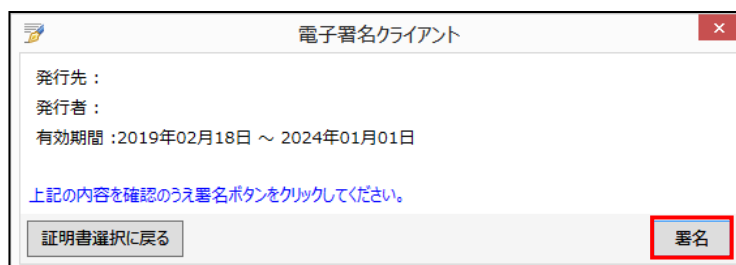 電子署名クライアント
発行先：
発行者：
有効期間 :2019年02月18日 ～ 2024年01月01日
上記の内容を確認のうえ署名ボタンをクリックしてください。
証明書選択に戻る
署名